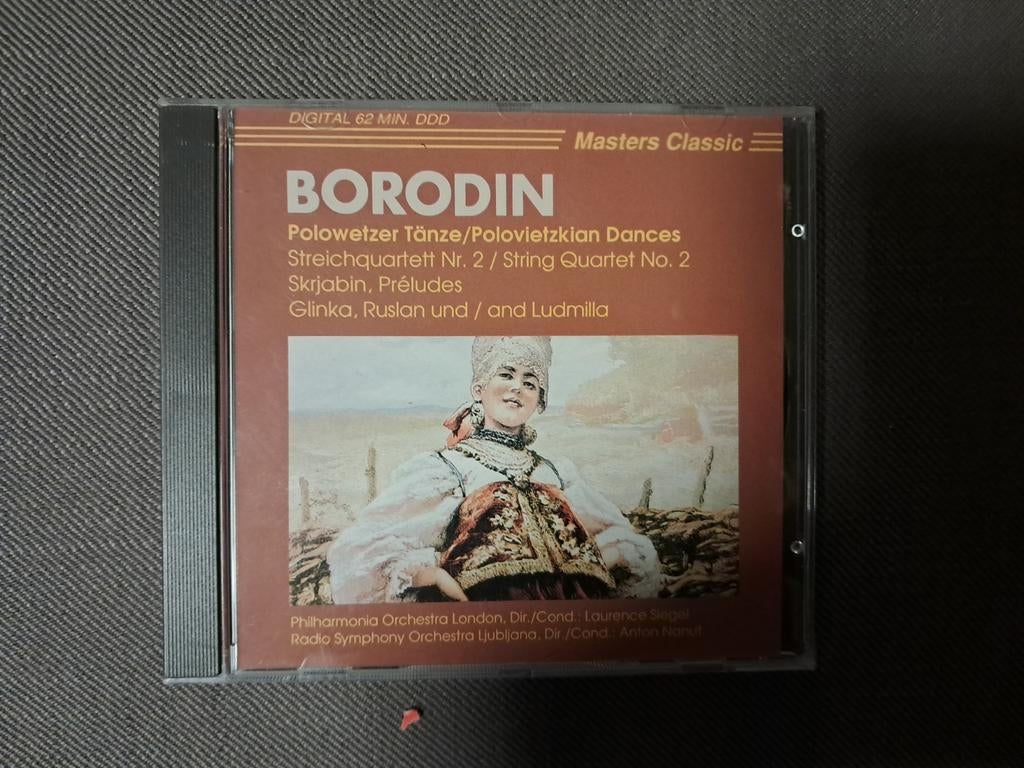 DIGITAL 62 MIN. DDD
Masters Classic
BORODIN
Polowetzer Tänze/Polovietzkian Dances
Streichquartett Nr. 2 / String Quartet No. 2
Skrjabin, Préludes
Glinka, Ruslan und / and Ludmilla
Philharmonia Orchestra London, Dir./Cond.: Laurence Siegel
Radio Symphony Orchestra Ljubljana, Dir./Cond.: Anton Nanut